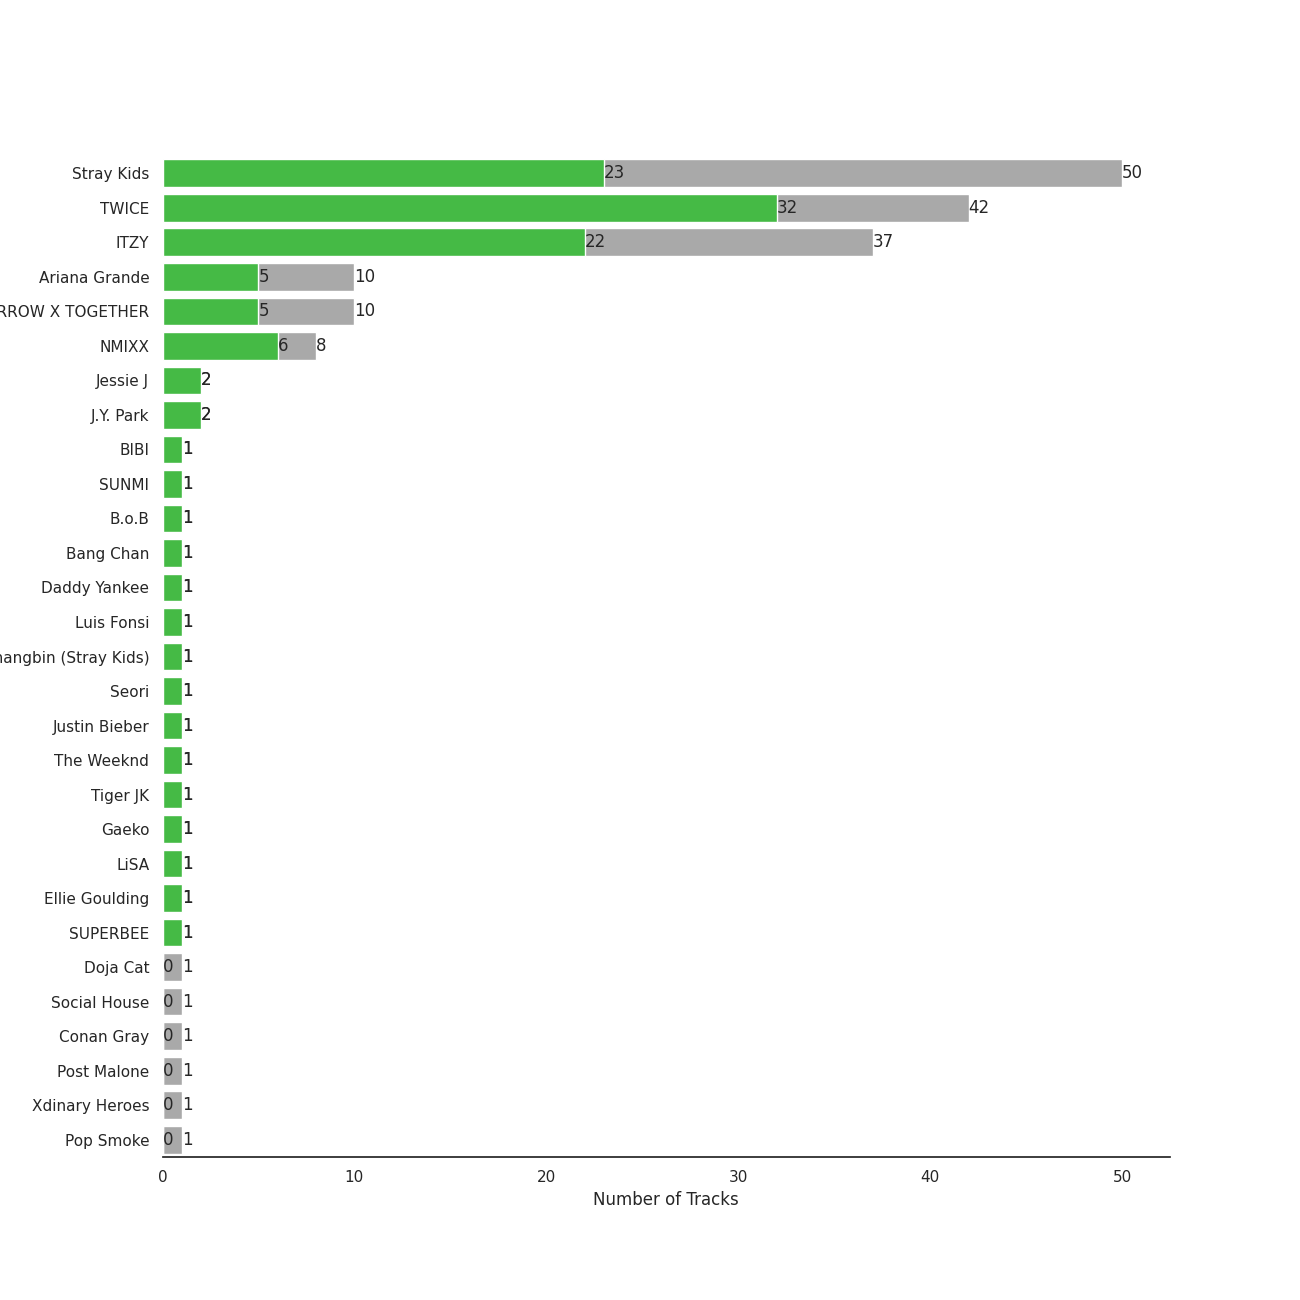 Stray Kids 23 50
TWICE 32 42
ITZY 22 37
Ariana Grande 5 10
RROW X TOGETHER 5 10
NMIXX 6 8
Jessie J 2
J.Y. Park 2
BIBI 1
SUNMI 1
B.o.B 1
Bang Chan 1
Daddy Yankee 1
Luis Fonsi 1
angbin (Stray Kids) 1
Seori 1
Justin Bieber 1
The Weeknd 1
Tiger JK 1
Gaeko 1
LiSA 1
Ellie Goulding 1
SUPERBEE 1
Doja Cat 0 1
Social House 0 1
Conan Gray 0 1
Post Malone 0 1
Xdinary Heroes 0 1
Pop Smoke 0 1
0 10 20 30 40 50
Number of Tracks